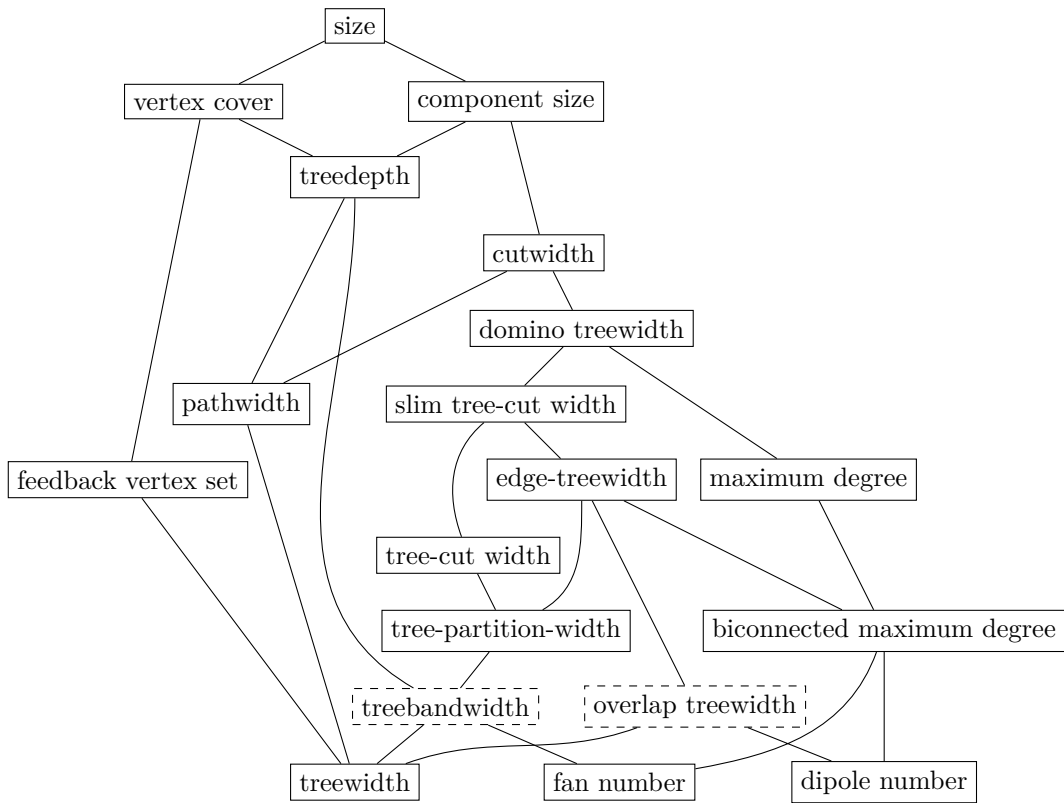 size
vertex cover
component size
treedepth
cutwidth
domino treewidth
pathwidth
slim tree-cut width
feedback vertex set
edge-treewidth
maximum degree
tree-cut width
tree-partition-width
biconnected maximum degree
treebandwidth
overlap treewidth
treewidth
fan number
dipole number